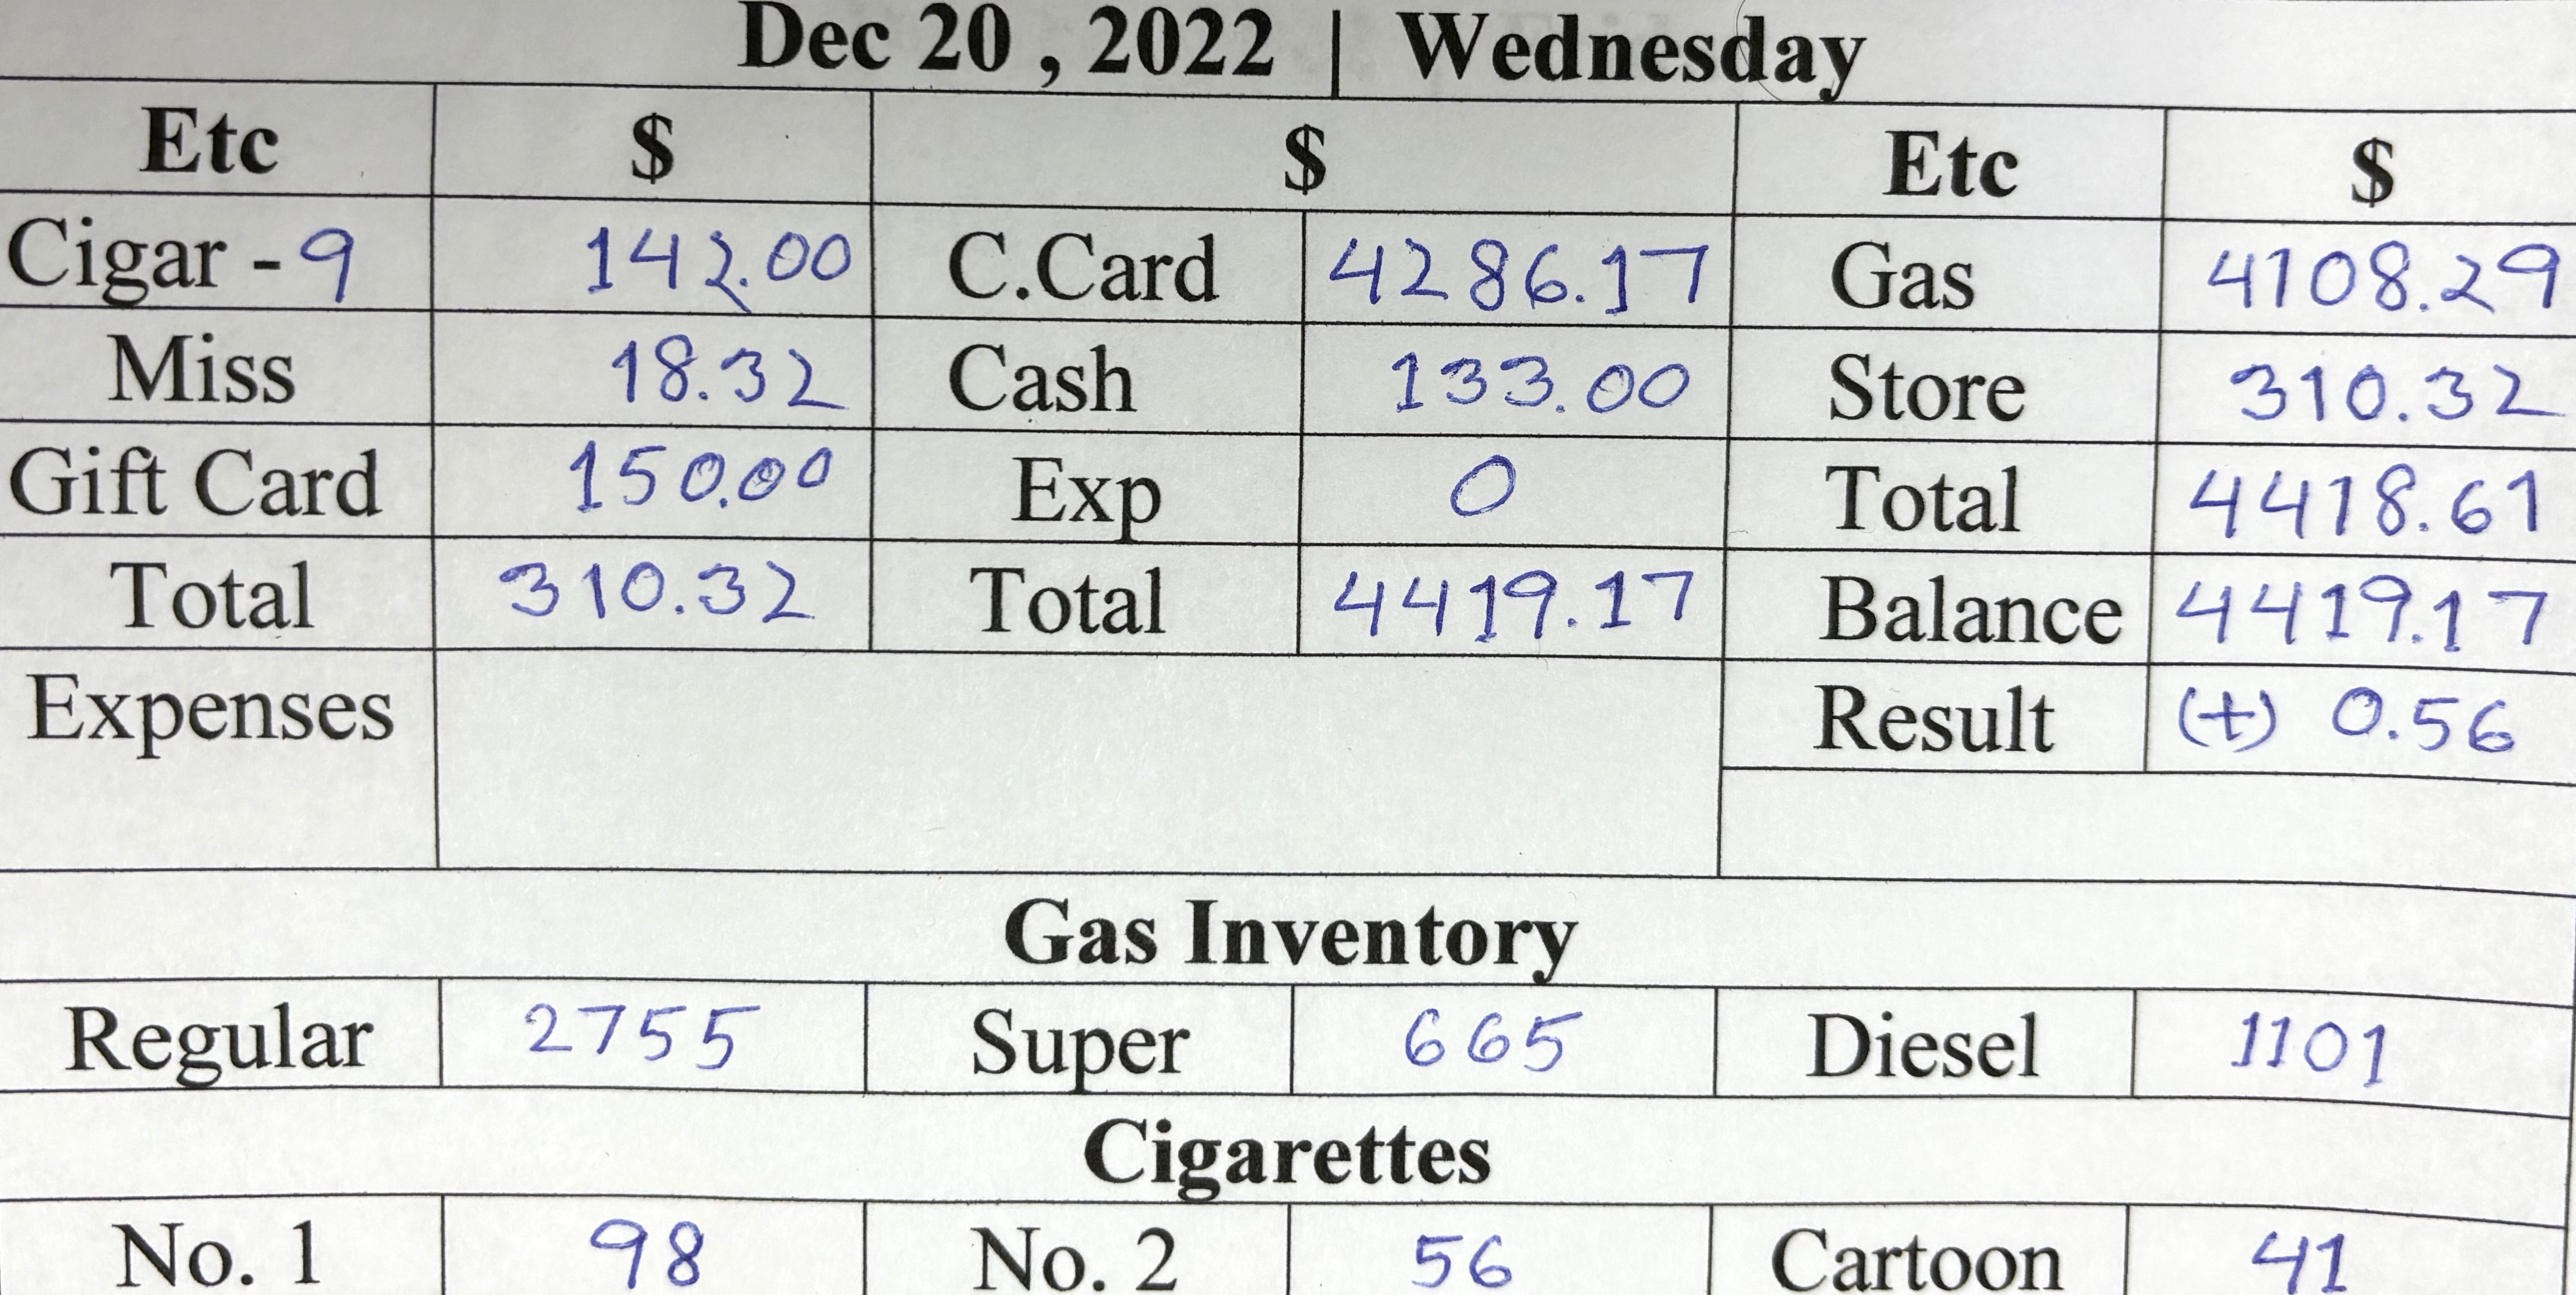 Dec 20 , 2022 | Wednesday
Etc $ $ Etc $
Cigar - 9 142.00 C.Card 4286.17 Gas 4108.29
Miss 18.32 Cash 133.00 Store 310.32
Gift Card 150.00 Exp 0 Total 4418.61
Total 310.32 Total 4419.17 Balance 4419.17
Expenses Result (+) 0.56
Gas Inventory
Regular 2755 Super 665 Diesel 1101
Cigarettes
No. 1 98 No. 2 56 Cartoon 41